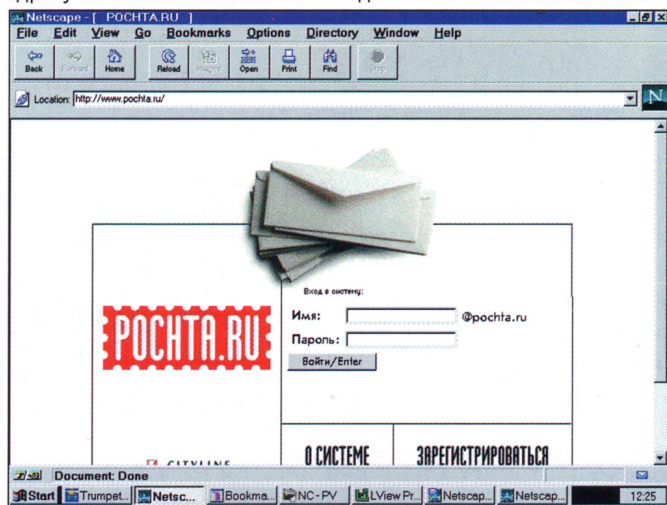 Netscape - [ POCHTA.RU ]
File Edit View Go Bookmarks Options Directory Window Help
Back Forward Home Reload Images Open Print Find Stop
Location: http://www.pochta.ru/
N
Вход в систему:
Имя: @pochta.ru
POCHTA.RU
Пароль:
Войти/Enter
О СИСТЕМЕ ЗАРЕГИСТРИРОВАТЬСЯ
CITYLINE
Document: Done
Start Trumpet... Netsc... Bookma... NC - PV LView Pr... Netscap... Netscap... 12:25